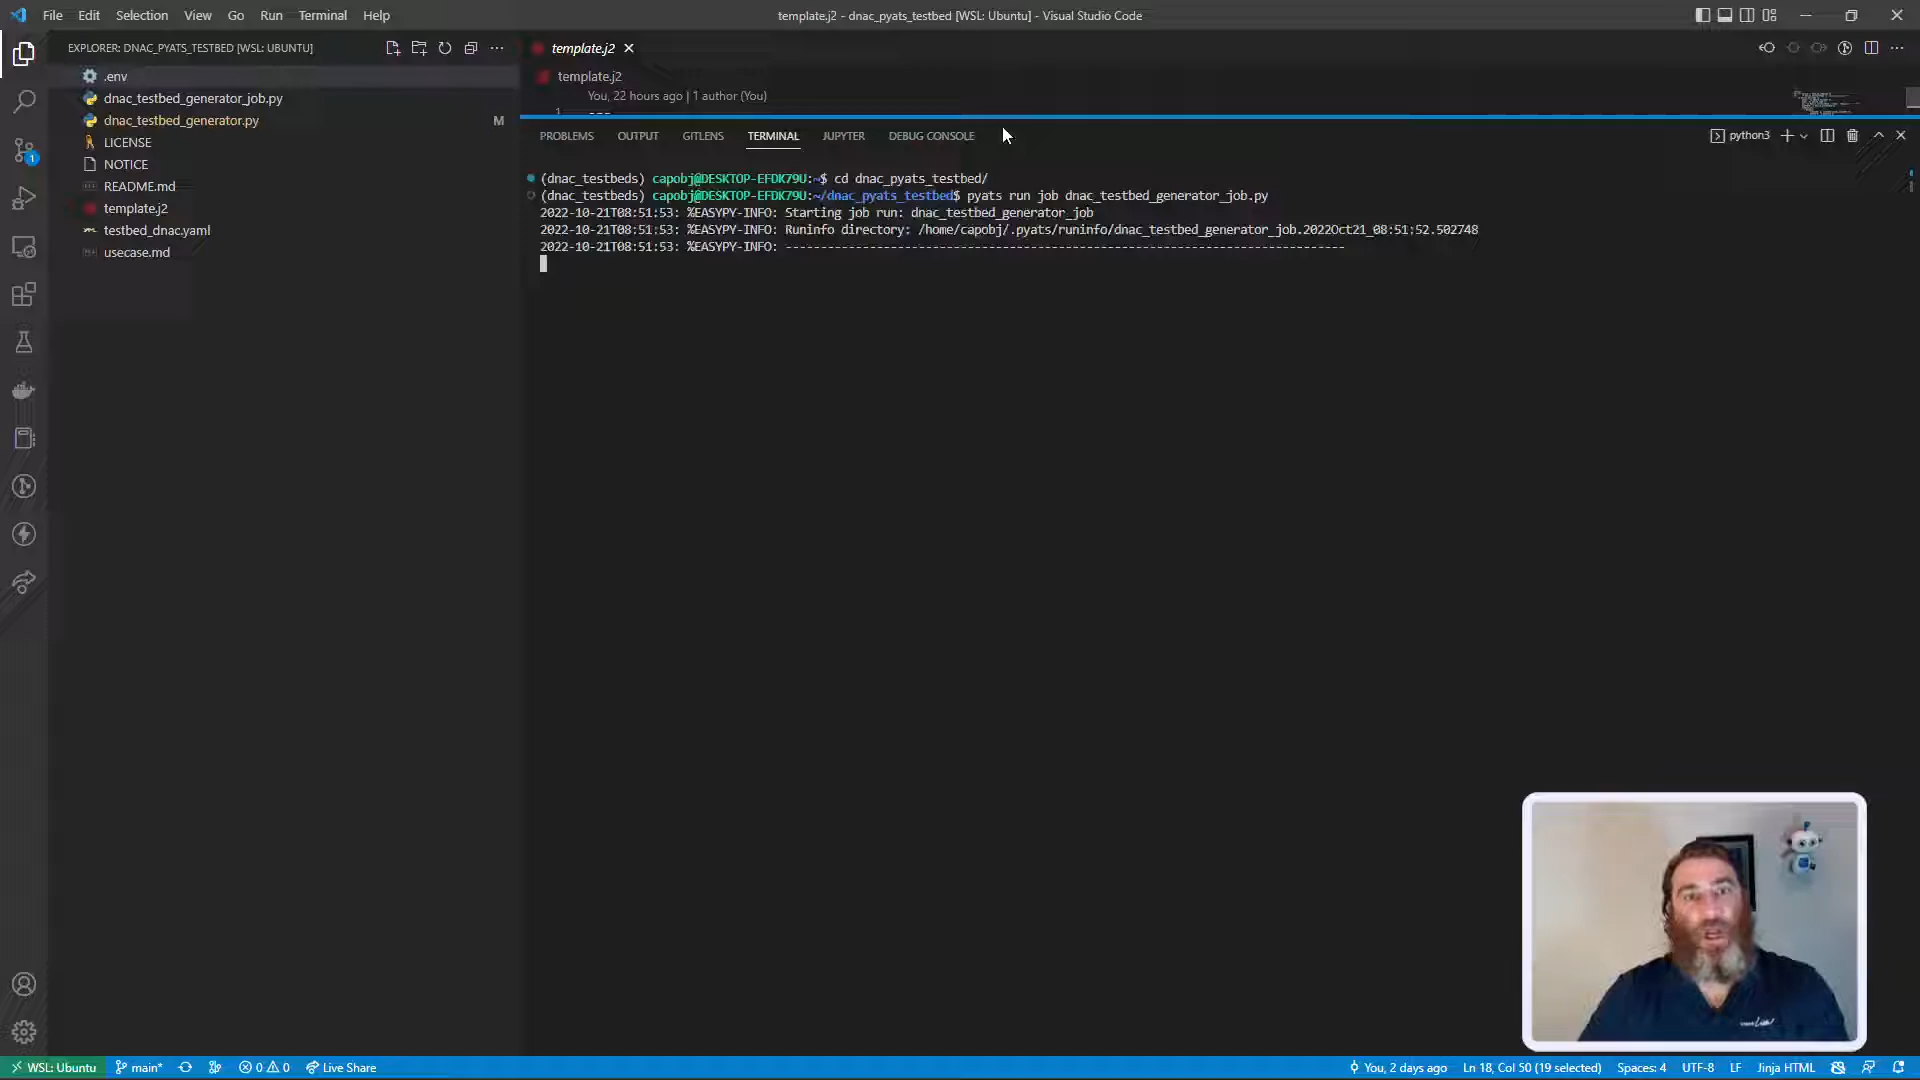 File Edit Selection View Go Run Terminal Help
template.j2 - dnac_pyats_testbed [WSL: Ubuntu] - Visual Studio Code
EXPLORER: DNAC_PYATS_TESTBED [WSL: UBUNTU]
.env
dnac_testbed_generator_job.py
dnac_testbed_generator.py M
LICENSE
NOTICE
README.md
template.j2
testbed_dnac.yaml
usecase.md
1
template.j2
template.j2
You, 22 hours ago | 1 author (You)
1 ---
PROBLEMS OUTPUT GITLENS TERMINAL JUPYTER DEBUG CONSOLE
python3
(dnac_testbeds) capobj@DESKTOP-EFDK79U:~$ cd dnac_pyats_testbed/
(dnac_testbeds) capobj@DESKTOP-EFDK79U:~/dnac_pyats_testbed$ pyats run job dnac_testbed_generator_job.py
2022-10-21T08:51:53: %EASYPY-INFO: Starting job run: dnac_testbed_generator_job
2022-10-21T08:51:53: %EASYPY-INFO: Runinfo directory: /home/capobj/.pyats/runinfo/dnac_testbed_generator_job.2022Oct21_08:51:52.502748
2022-10-21T08:51:53: %EASYPY-INFO: --------------------------------------------------------------------------------
WSL: Ubuntu main* 0 0 Live Share
You, 2 days ago Ln 18, Col 50 (19 selected) Spaces: 4 UTF-8 LF Jinja HTML